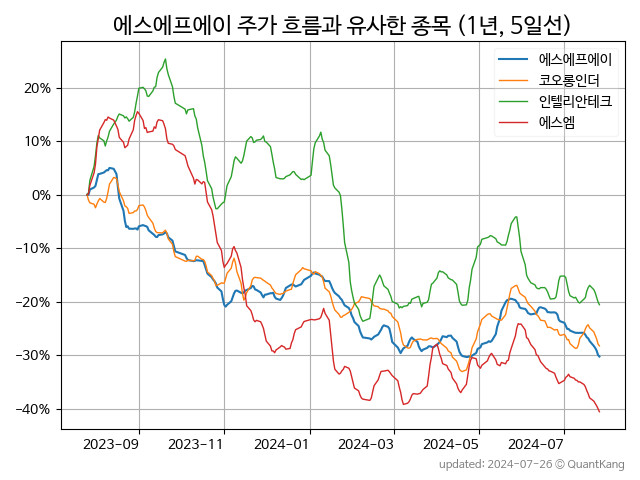 에스에프에이 주가 흐름과 유사한 종목 (1년, 5일선)
에스에프에이
코오롱인더
인텔리안테크
에스엠
20%
10%
0%
−10%
−20%
−30%
−40%
2023−09
2023−11
2024−01
2024−03
2024−05
2024−07
updated: 2024-07-26 © QuantKang